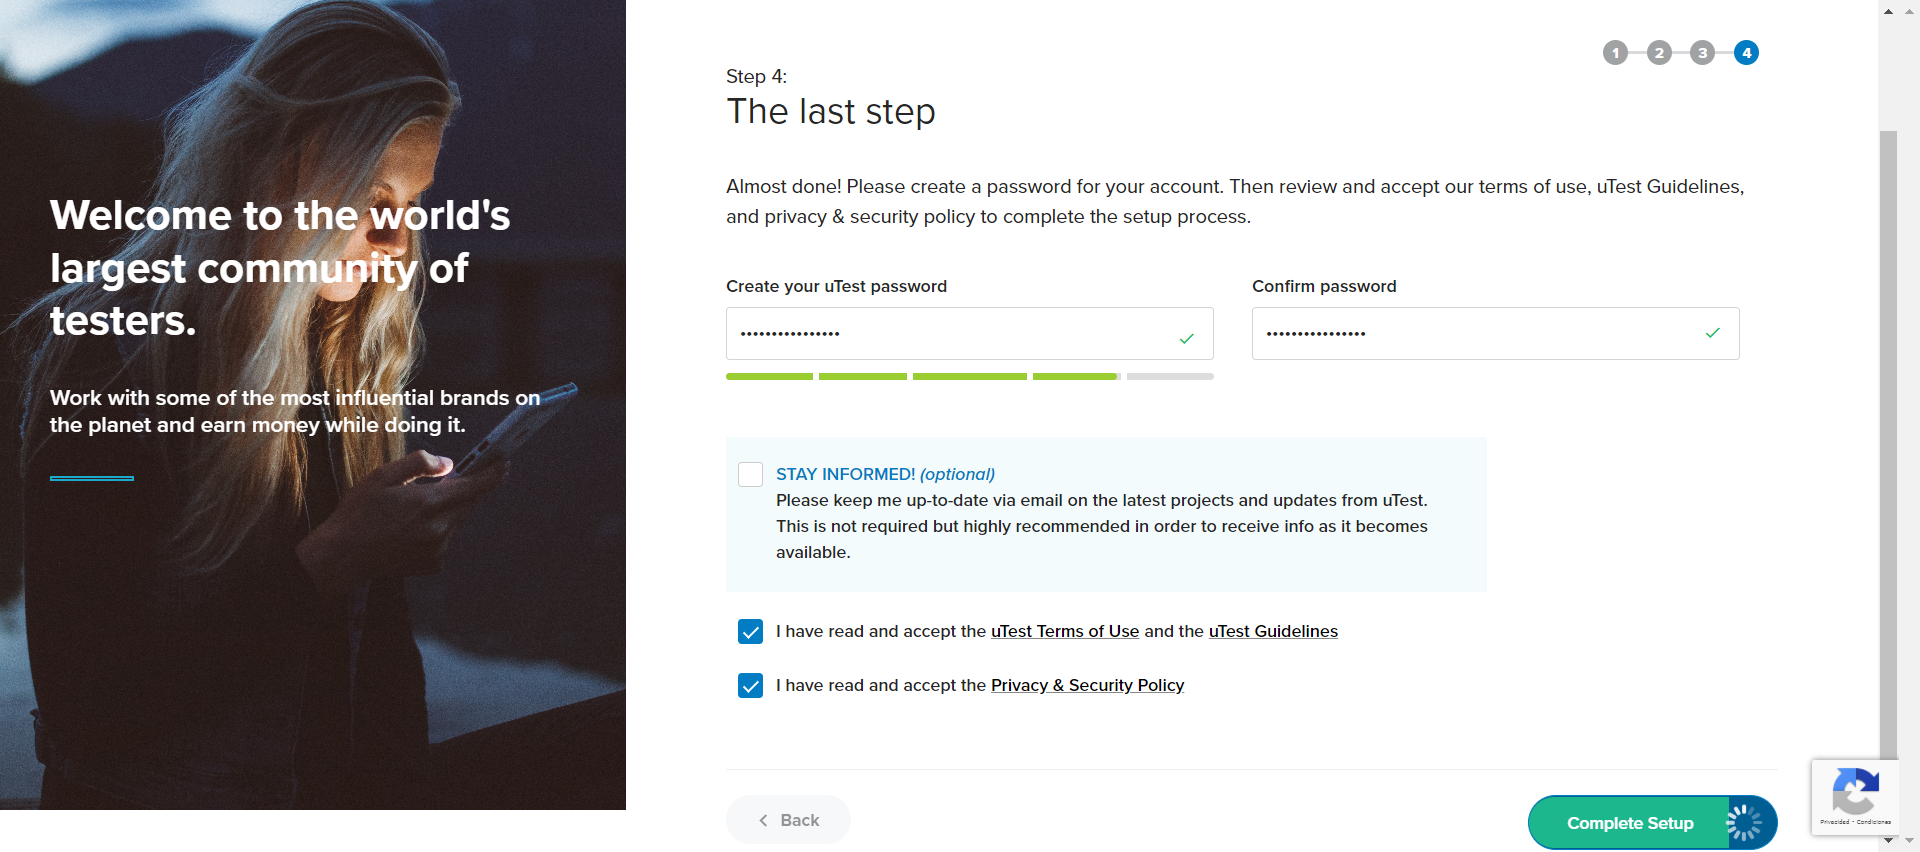 Welcome to the world's
largest community of
testers.
Work with some of the most influential brands on
the planet and earn money while doing it.
1 2 3 4
Step 4:
The last step
Almost done! Please create a password for your account. Then review and accept our terms of use, uTest Guidelines,
and privacy & security policy to complete the setup process.
Create your uTest password
Confirm password
••••••••••••••••
••••••••••••••••
STAY INFORMED! (optional)
Please keep me up-to-date via email on the latest projects and updates from uTest.
This is not required but highly recommended in order to receive info as it becomes
available.
I have read and accept the uTest Terms of Use and the uTest Guidelines
I have read and accept the Privacy & Security Policy
Back
Complete Setup
Privacidad - Condiciones